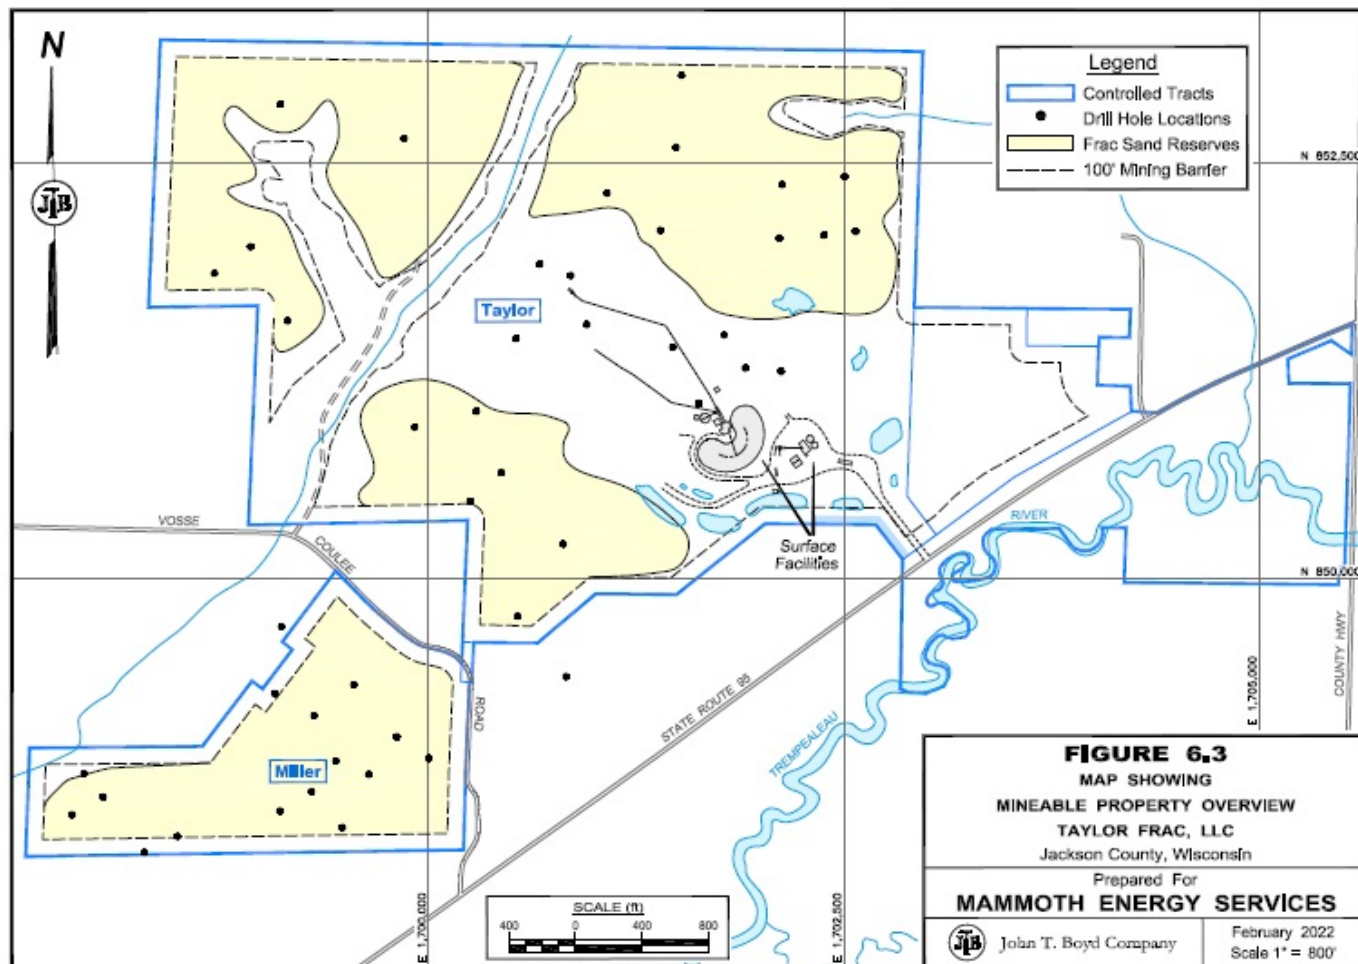 N
JTB
Legend
Controlled Tracts
Drill Hole Locations
Frac Sand Reserves
100' Mining Barrier
N 852,500
Taylor
VOSSE
COULEE
ROAD
Surface
Facilities
RIVER
N 850,000
TREMPEALEAU
STATE ROUTE 95
COUNTY HWY
E 1,705,000
Miller
E 1,700,000
E 1,702,500
SCALE (ft)
400 0 400 800
FIGURE 6.3
MAP SHOWING
MINEABLE PROPERTY OVERVIEW
TAYLOR FRAC, LLC
Jackson County, Wisconsin
Prepared For
MAMMOTH ENERGY SERVICES
JTB John T. Boyd Company
February 2022
Scale 1" = 800'